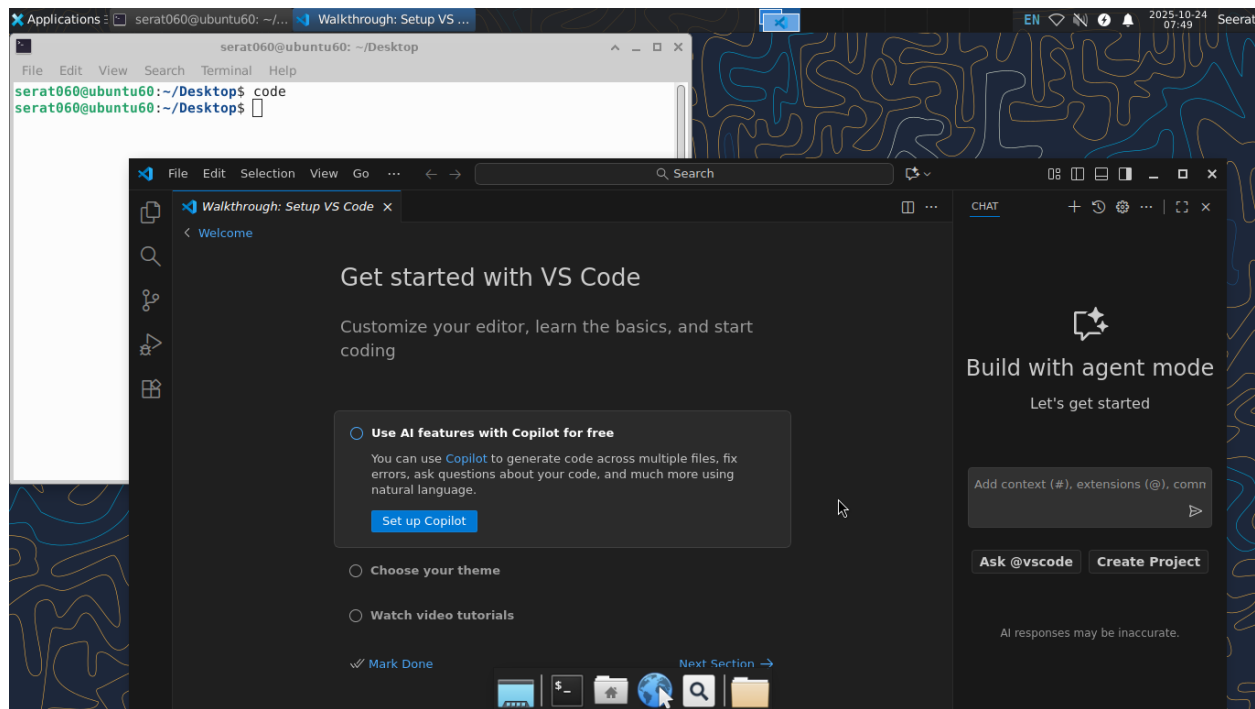 Applications
serat060@ubuntu60: ~/...
Walkthrough: Setup VS ...
EN
2025-10-24
07:49
Seerat
serat060@ubuntu60: ~/Desktop
File Edit View Search Terminal Help
serat060@ubuntu60:~/Desktop$ code
serat060@ubuntu60:~/Desktop$
File Edit Selection View Go ...
Search
Walkthrough: Setup VS Code
CHAT
Welcome
Get started with VS Code
Customize your editor, learn the basics, and start
coding
Use AI features with Copilot for free
You can use Copilot to generate code across multiple files, fix
errors, ask questions about your code, and much more using
natural language.
Set up Copilot
Choose your theme
Watch video tutorials
Mark Done
Next Section
Build with agent mode
Let's get started
Add context (#), extensions (@), comm
Ask @vscode
Create Project
AI responses may be inaccurate.
$_